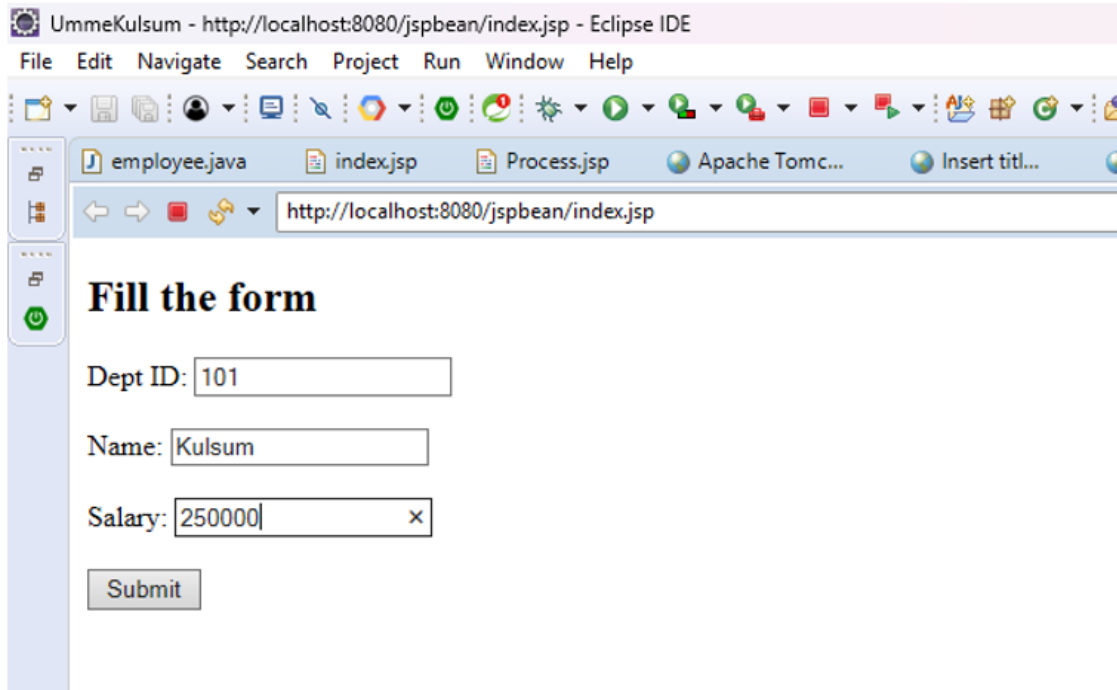 UmmeKulsum - http://localhost:8080/jspbean/index.jsp - Eclipse IDE
File Edit Navigate Search Project Run Window Help
employee.java index.jsp Process.jsp Apache Tomc... Insert titl...
http://localhost:8080/jspbean/index.jsp
Fill the form
Dept ID: 101
Name: Kulsum
Salary: 250000
Submit